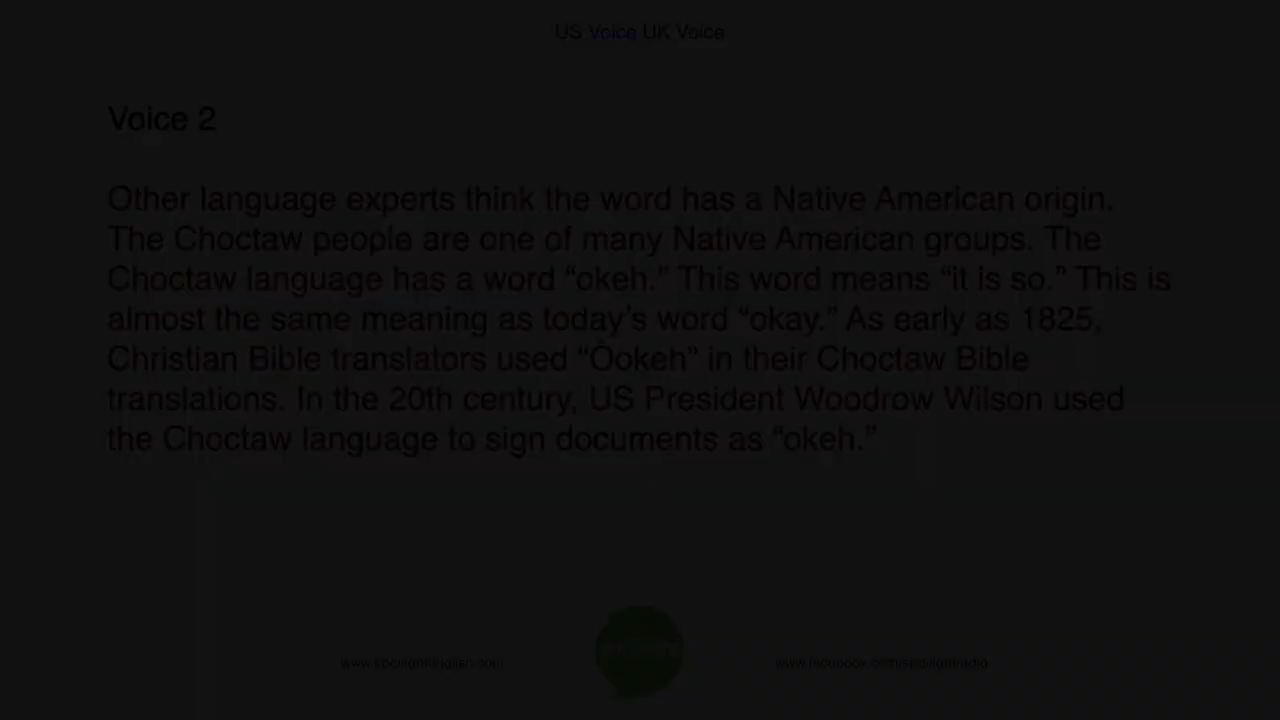 US Voice UK Voice
Voice 2
Other language experts think the word has a Native American origin.
The Choctaw people are one of many Native American groups. The
Choctaw language has a word “okeh.” This word means “it is so.” This is
almost the same meaning as today’s word “okay.” As early as 1825,
Christian Bible translators used “Ookeh” in their Choctaw Bible
translations. In the 20th century, US President Woodrow Wilson used
the Choctaw language to sign documents as “okeh.”